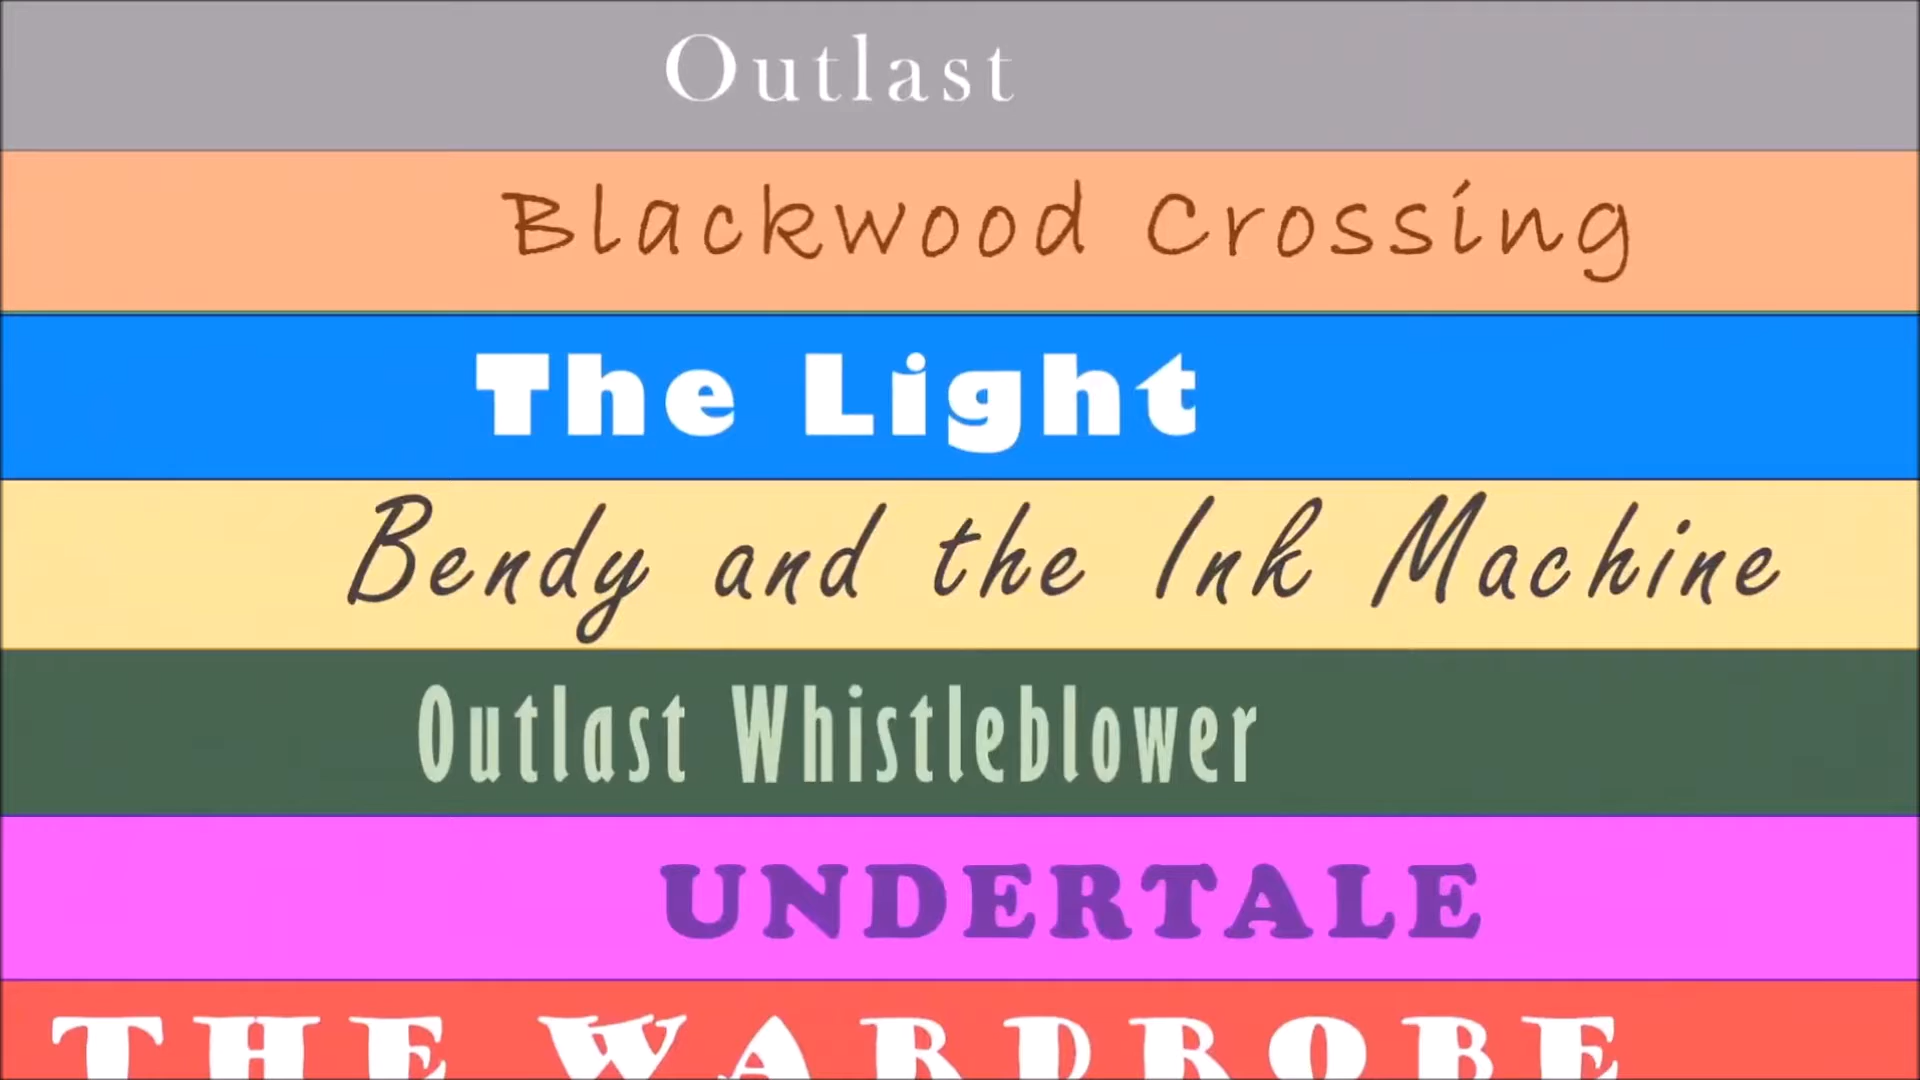 Outlast
Blackwood Crossing
The Light
Bendy and the Ink Machine
Outlast Whistleblower
UNDERTALE
THE WARDROBE